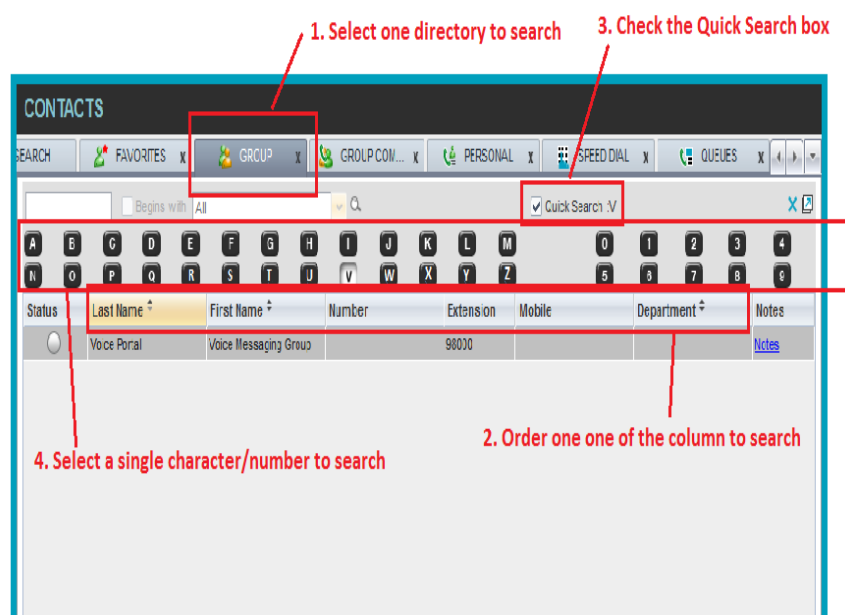 1. Select one directory to search
3. Check the Quick Search box
CONTACTS
SEARCH FAVORITES X GROUP X GROUP COM... X PERSONAL X SPEED DIAL X QUEUES X
Begins with All Quick Search :V X
A B C D E F G H I J K L M 0 1 2 3 4
N O P Q R S T U V W X Y Z 5 6 7 8 9
Status Last Name First Name Number Extension Mobile Department Notes
Voice Portal Voice Messaging Group 98000 Notes
2. Order one one of the column to search
4. Select a single character/number to search